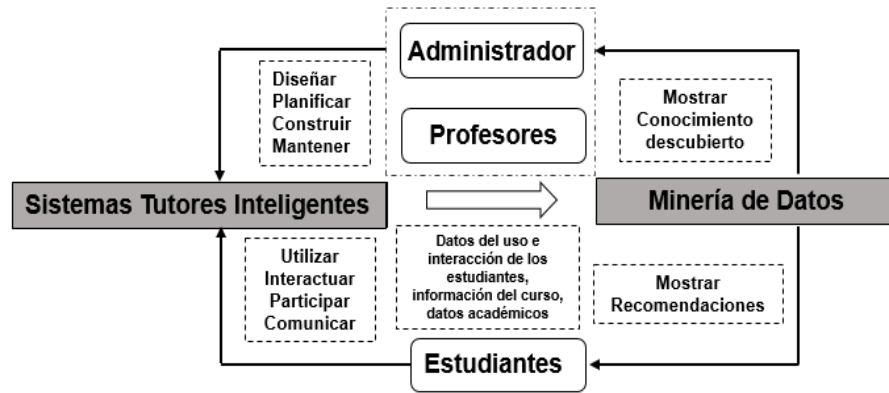 Administrador
Diseñar
Planificar
Construir
Mantener
Profesores
Mostrar
Conocimiento
descubierto
Sistemas Tutores Inteligentes
Minería de Datos
Utilizar
Interactuar
Participar
Comunicar
Datos del uso e
interacción de los
estudiantes,
información del curso,
datos académicos
Mostrar
Recomendaciones
Estudiantes